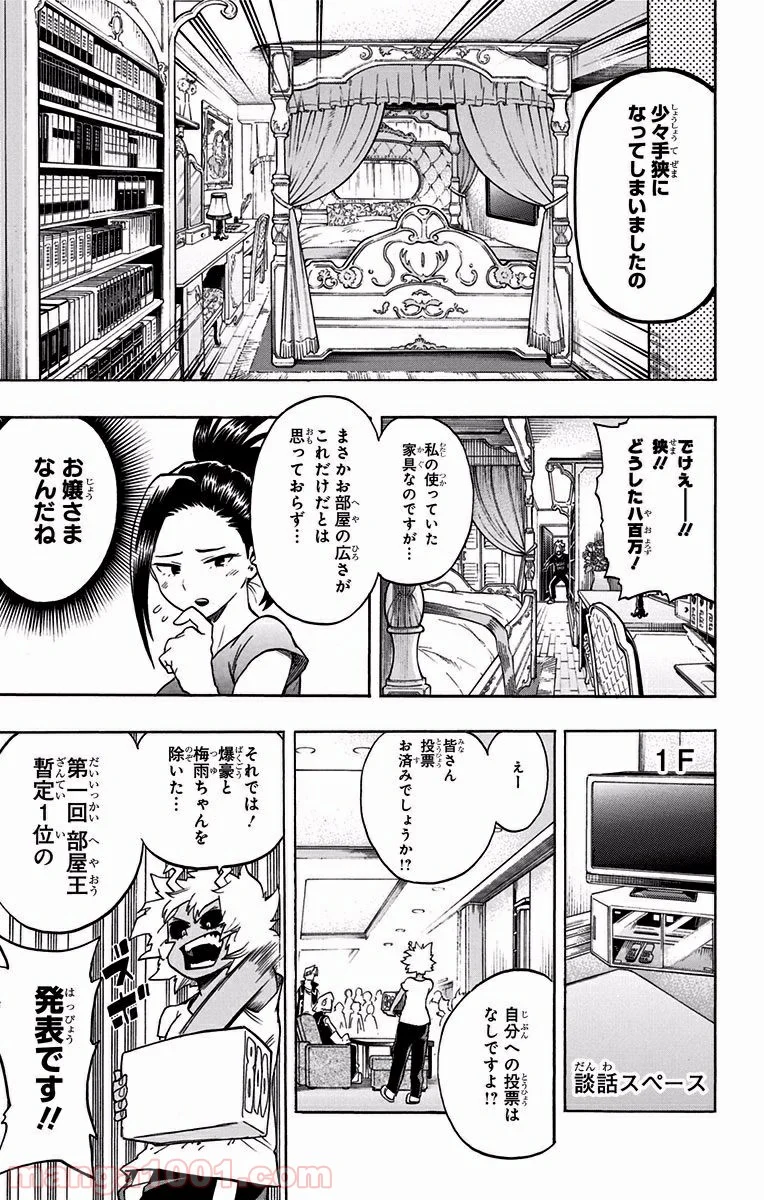 少々手狭に
なってしまいましたの
でけえ――!!
狭!!
どうした八百万!
私の使っていた
家具なのですが…
まさかお部屋の広さが
これだけだとは
思っておらず…
お嬢さま
なんだね
1F
談話スペース
えー
皆さん
投票
お済みでしょうか!?
自分への投票は
なしですよ!?
それでは!
爆豪と
梅雨ちゃんを
除いた…
第一回 部屋王
暫定1位の
ズズイ
発表です!!
manga1001.com